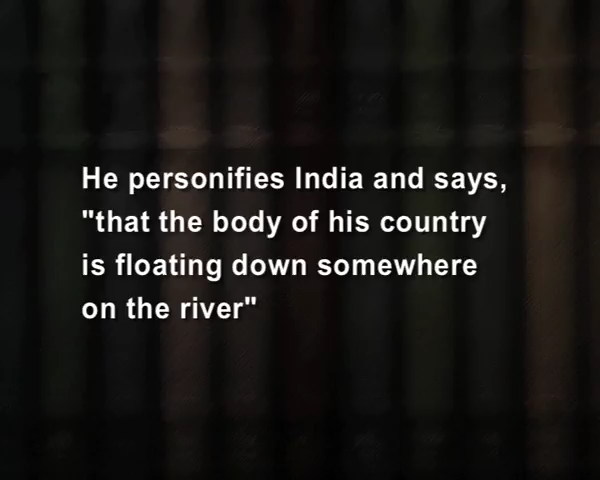 He personifies India and says,
"that the body of his country
is floating down somewhere
on the river"